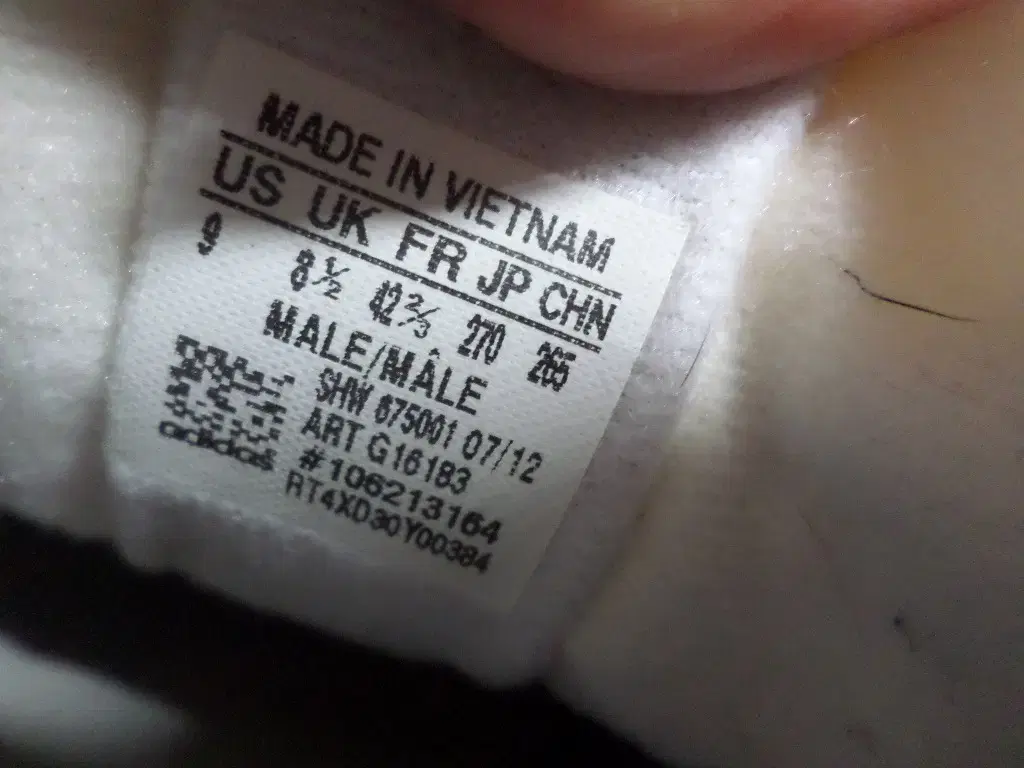 MADE IN VIETNAM
US UK FR JP CHN
9 8½ 42⅔ 270 265
MALE/MÂLE
SHW 675001 07/12
ART G16183
#106213164
RT4XD30Y00384
adidas